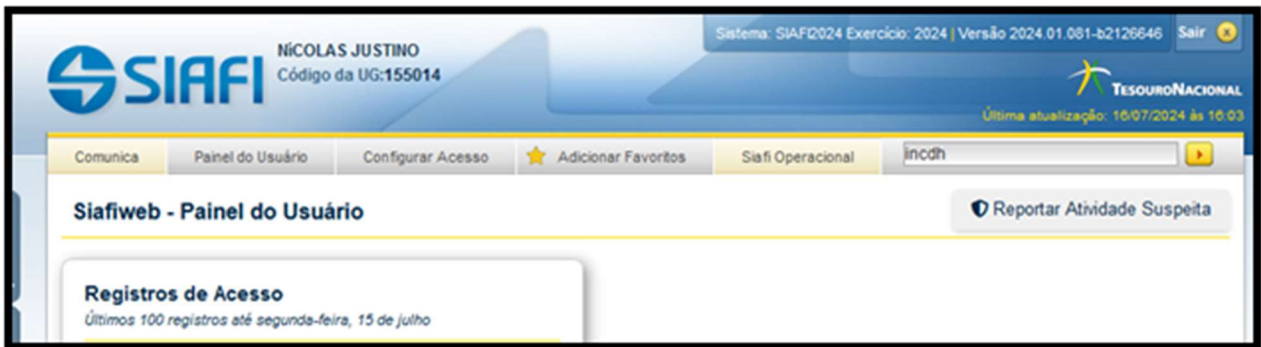 Sistema: SIAFI2024 Exercício: 2024 | Versão 2024.01.081-b2126646 Sair
SIAFI
NíCOLAS JUSTINO
Código da UG:155014
TESOURONACIONAL
Última atualização: 16/07/2024 às 16:03
Comunica Painel do Usuário Configurar Acesso Adicionar Favoritos Siafi Operacional incdh
Siafiweb - Painel do Usuário Reportar Atividade Suspeita
Registros de Acesso
Últimos 100 registros até segunda-feira, 15 de julho